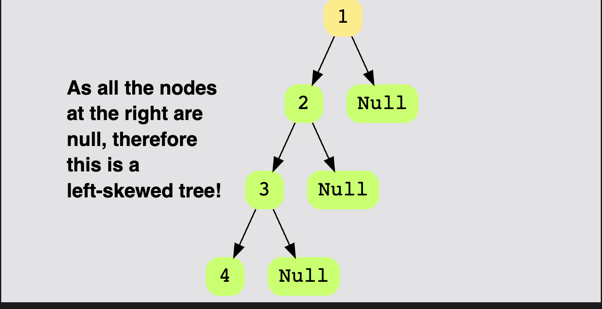 1
2
Null
As all the nodes
at the right are
null, therefore
this is a
left-skewed tree!
3
Null
4
Null